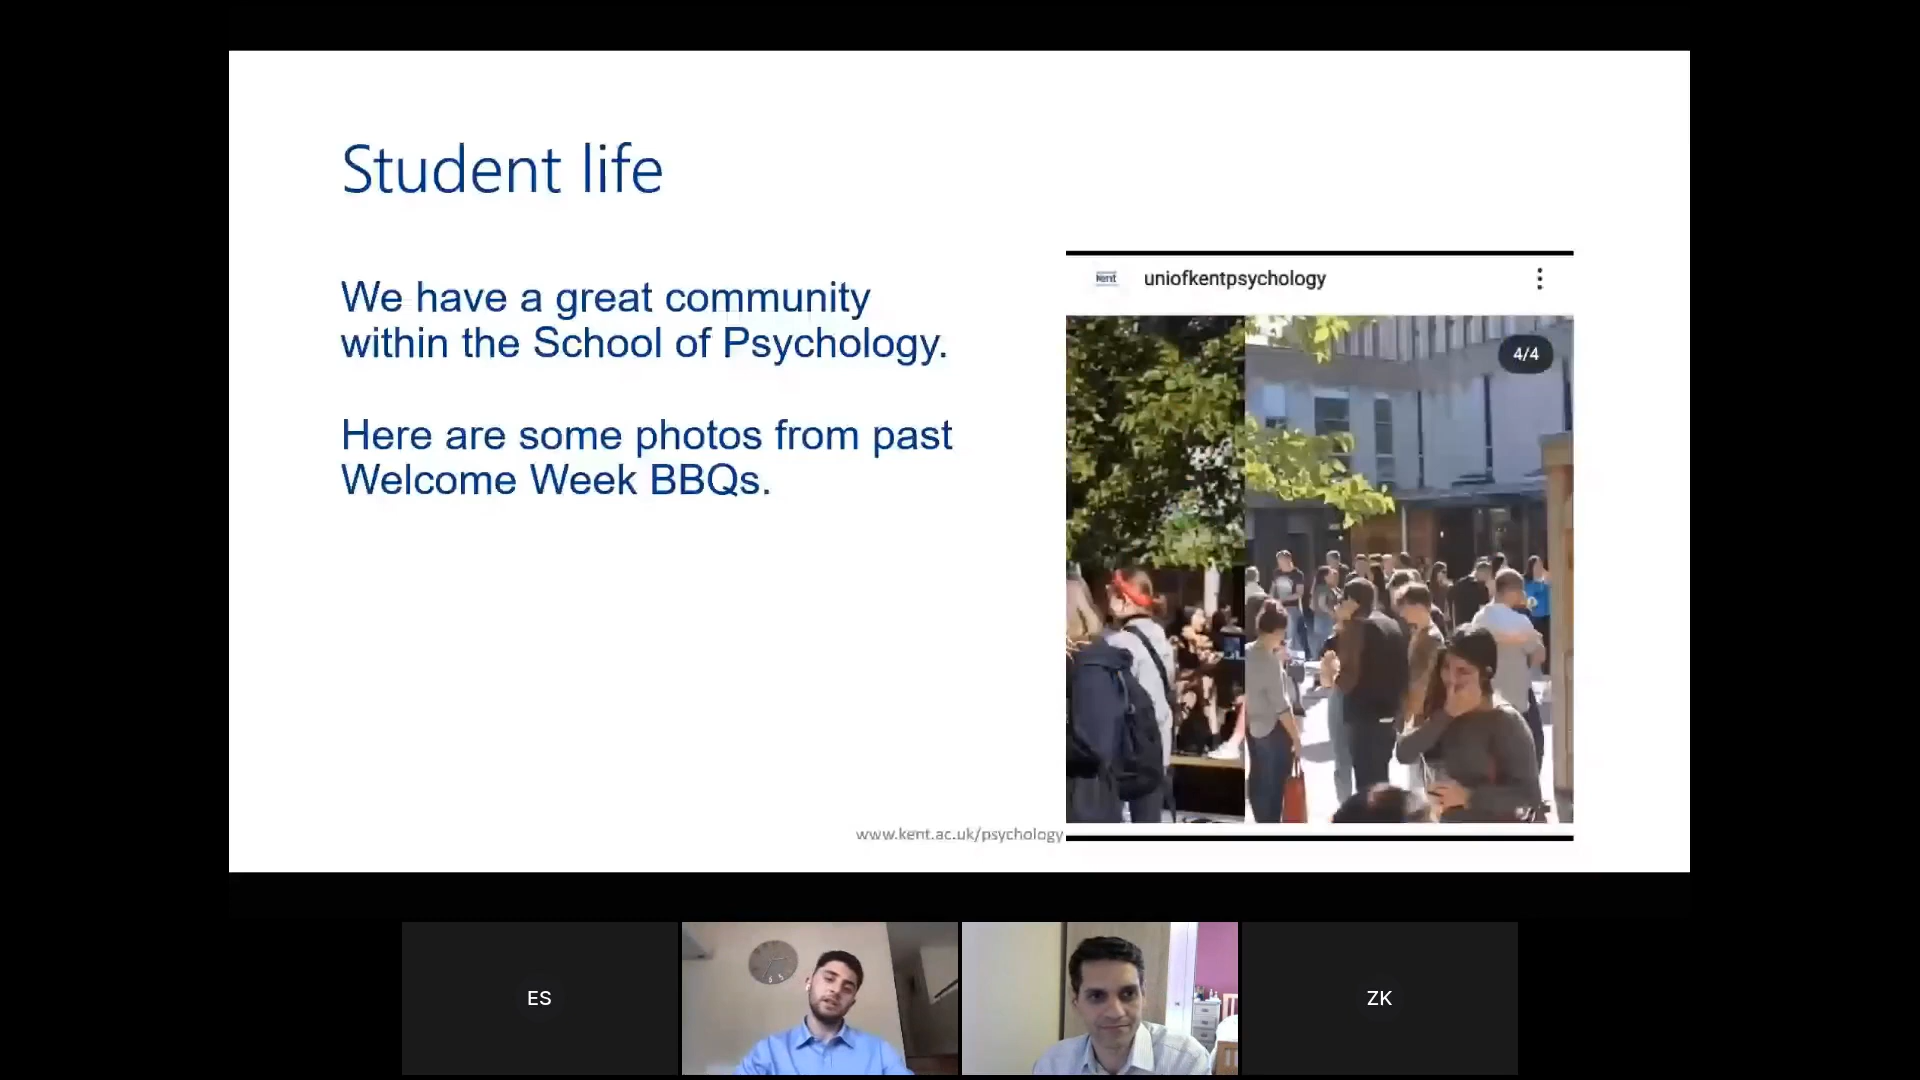 Student life
We have a great community
within the School of Psychology.
Here are some photos from past
Welcome Week BBQs.
Kent
uniofkentpsychology
4/4
www.kent.ac.uk/psychology
ES
ZK